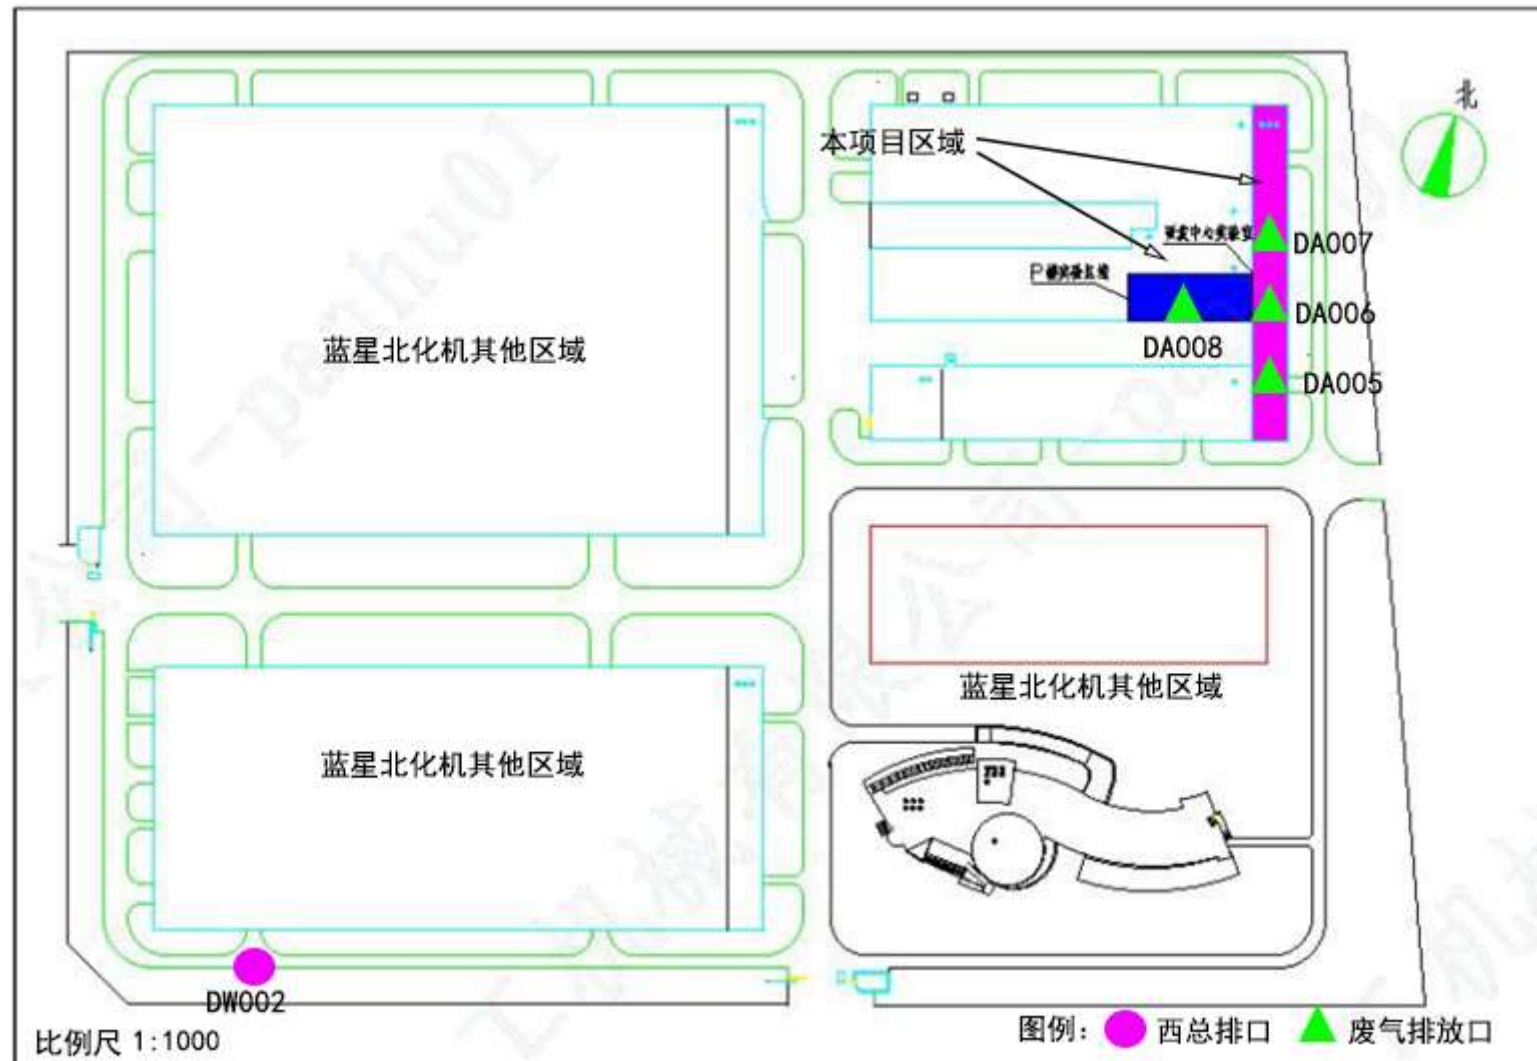 北
本项目区域
DA007
DA006
DA008
DA005
蓝星北化机其他区域
蓝星北化机其他区域
蓝星北化机其他区域
DW002
比例尺 1:1000
图例: 西总排口 废气排放口